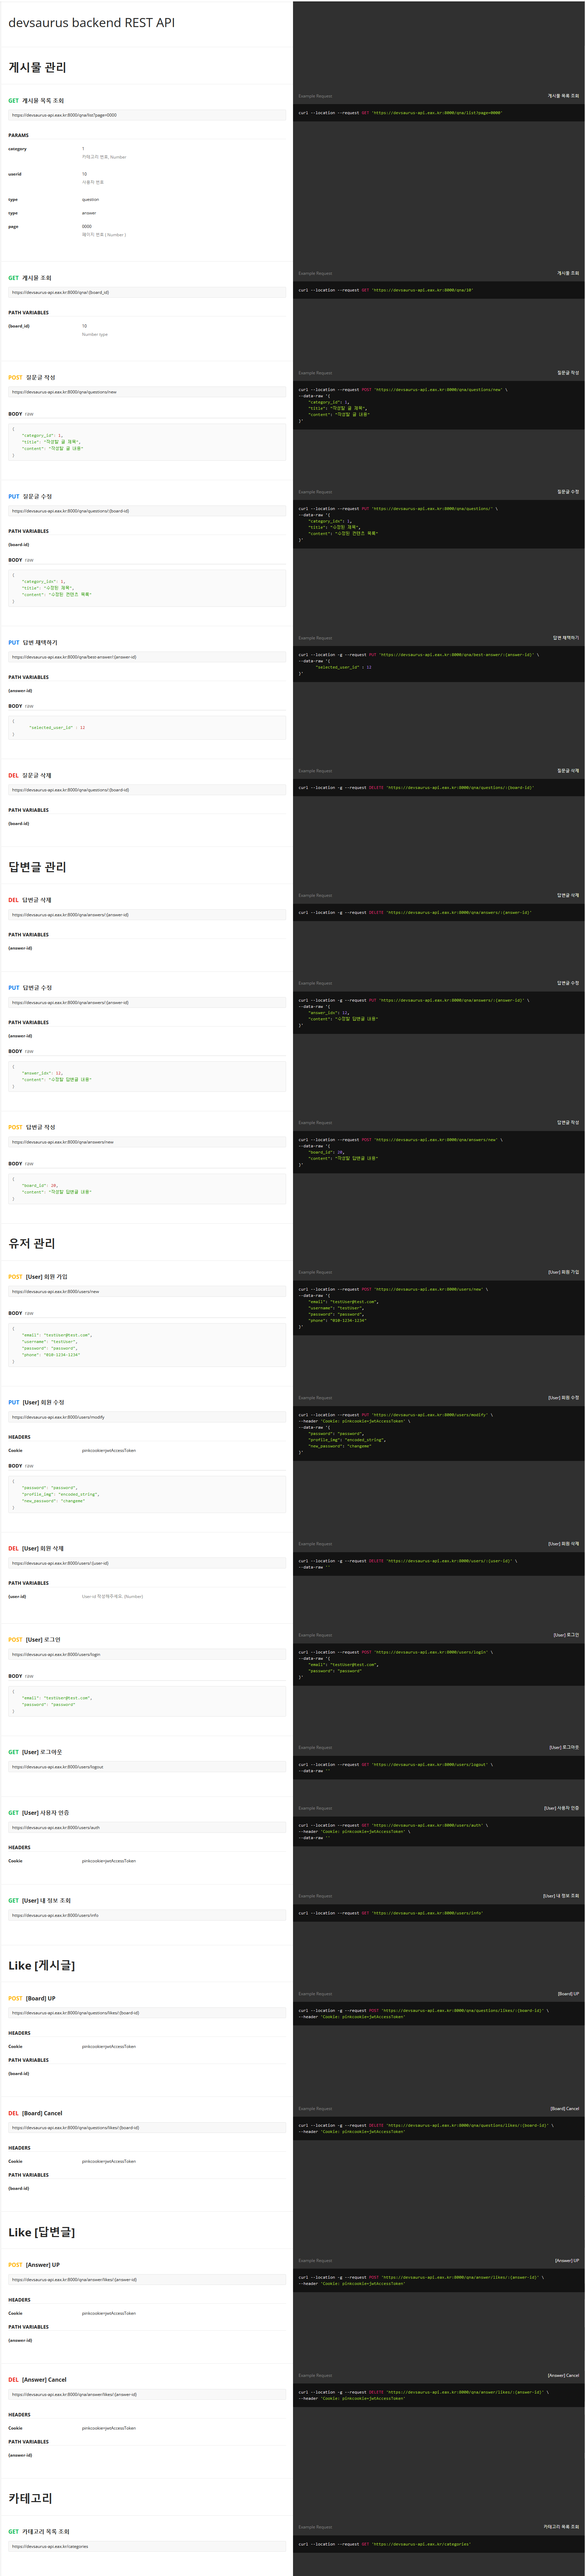 devsaurus backend REST API
게시물 관리
GET 게시물 목록 조회
https://devsaurus-api.eax.kr:8000/qna/list?page=0000
PARAMS
category 1
카테고리 번호, Number
userid 10
사용자 번호
type question
type answer
page 0000
페이지 번호 ( Number )
Example Request 게시물 목록 조회
curl --location --request GET 'https://devsaurus-api.eax.kr:8000/qna/list?page=0000'
GET 게시물 조회
https://devsaurus-api.eax.kr:8000/qna/:{board_id}
PATH VARIABLES
{board_id} 10
Number type
Example Request 게시물 조회
curl --location --request GET 'https://devsaurus-api.eax.kr:8000/qna/10'
POST 질문글 작성
https://devsaurus-api.eax.kr:8000/qna/questions/new
BODY raw
{
"category_id": 1,
"title": "작성할 글 제목",
"content": "작성할 글 내용"
}
Example Request 질문글 작성
curl --location --request POST 'https://devsaurus-api.eax.kr:8000/qna/questions/new' \
--data-raw '{
"category_id": 1,
"title": "작성할 글 제목",
"content": "작성할 글 내용"
}'
PUT 질문글 수정
https://devsaurus-api.eax.kr:8000/qna/questions/:{board-id}
PATH VARIABLES
{board-id}
BODY raw
{
"category_ids": 1,
"title": "수정된 제목",
"content": "수정된 컨텐츠 목록"
}
Example Request 질문글 수정
curl --location --request PUT 'https://devsaurus-api.eax.kr:8000/qna/questions/' \
--data-raw '{
"category_ids": 1,
"title": "수정된 제목",
"content": "수정된 컨텐츠 목록"
}'
PUT 답변 채택하기
https://devsaurus-api.eax.kr:8000/qna/best-answer/:{answer-id}
PATH VARIABLES
{answer-id}
BODY raw
{
"selected_user_id" : 12
}
Example Request 답변 채택하기
curl --location -g --request PUT 'https://devsaurus-api.eax.kr:8000/qna/best-answer/:{answer-id}' \
--data-raw '{
"selected_user_id" : 12
}'
DEL 질문글 삭제
https://devsaurus-api.eax.kr:8000/qna/questions/:{board-id}
PATH VARIABLES
{board-id}
Example Request 질문글 삭제
curl --location -g --request DELETE 'https://devsaurus-api.eax.kr:8000/qna/questions/:{board-id}'
답변글 관리
DEL 답변글 삭제
https://devsaurus-api.eax.kr:8000/qna/answers/:{answer-id}
PATH VARIABLES
{answer-id}
Example Request 답변글 삭제
curl --location -g --request DELETE 'https://devsaurus-api.eax.kr:8000/qna/answers/:{answer-id}'
PUT 답변글 수정
https://devsaurus-api.eax.kr:8000/qna/answers/:{answer-id}
PATH VARIABLES
{answer-id}
BODY raw
{
"answer_ids": 11,
"content": "수정할 답변글 내용"
}
Example Request 답변글 수정
curl --location -g --request PUT 'https://devsaurus-api.eax.kr:8000/qna/answers/:{answer-id}' \
--data-raw '{
"answer_ids": 11,
"content": "수정할 답변글 내용"
}'
POST 답변글 작성
https://devsaurus-api.eax.kr:8000/qna/answers/new
BODY raw
{
"board_id": 20,
"content": "작성할 답변글 내용"
}
Example Request 답변글 작성
curl --location --request POST 'https://devsaurus-api.eax.kr:8000/qna/answers/new' \
--data-raw '{
"board_id": 20,
"content": "작성할 답변글 내용"
}'
유저 관리
POST [User] 회원 가입
https://devsaurus-api.eax.kr:8000/users/new
BODY raw
{
"email": "testUser@test.com",
"username": "testUser",
"password": "password",
"phone": "010-1234-1234"
}
Example Request [User] 회원 가입
curl --location --request POST 'https://devsaurus-api.eax.kr:8000/users/new' \
--data-raw '{
"email": "testUser@test.com",
"username": "testUser",
"password": "password",
"phone": "010-1234-1234"
}'
PUT [User] 회원 수정
https://devsaurus-api.eax.kr:8000/users/modify
HEADERS
Cookie pinkcookie=jwtAccessToken
BODY raw
{
"password": "password",
"profile_img": "encoded_string",
"new_password": "changeme"
}
Example Request [User] 회원 수정
curl --location --request PUT 'https://devsaurus-api.eax.kr:8000/users/modify' \
--header 'Cookie: pinkcookie=jwtAccessToken' \
--data-raw '{
"password": "password",
"profile_img": "encoded_string",
"new_password": "changeme"
}'
DEL [User] 회원 삭제
https://devsaurus-api.eax.kr:8000/users/:{user-id}
PATH VARIABLES
{user-id} User-id 작성해주세요. (Number)
Example Request [User] 회원 삭제
curl --location -g --request DELETE 'https://devsaurus-api.eax.kr:8000/users/:{user-id}' \
--data-raw ''
POST [User] 로그인
https://devsaurus-api.eax.kr:8000/users/login
BODY raw
{
"email": "testUser@test.com",
"password": "password"
}
Example Request [User] 로그인
curl --location --request POST 'https://devsaurus-api.eax.kr:8000/users/login' \
--data-raw '{
"email": "testUser@test.com",
"password": "password"
}'
GET [User] 로그아웃
https://devsaurus-api.eax.kr:8000/users/logout
Example Request [User] 로그아웃
curl --location --request GET 'https://devsaurus-api.eax.kr:8000/users/logout' \
--data-raw ''
GET [User] 사용자 인증
https://devsaurus-api.eax.kr:8000/users/auth
HEADERS
Cookie pinkcookie=jwtAccessToken
Example Request [User] 사용자 인증
curl --location --request GET 'https://devsaurus-api.eax.kr:8000/users/auth' \
--header 'Cookie: pinkcookie=jwtAccessToken' \
--data-raw ''
GET [User] 내 정보 조회
https://devsaurus-api.eax.kr:8000/users/info
Example Request [User] 내 정보 조회
curl --location --request GET 'https://devsaurus-api.eax.kr:8000/users/info'
Like [게시글]
POST [Board] UP
https://devsaurus-api.eax.kr:8000/qna/questions/likes/:{board-id}
HEADERS
Cookie pinkcookie=jwtAccessToken
PATH VARIABLES
{board-id}
Example Request [Board] UP
curl --location -g --request POST 'https://devsaurus-api.eax.kr:8000/qna/questions/likes/:{board-id}' \
--header 'Cookie: pinkcookie=jwtAccessToken'
DEL [Board] Cancel
https://devsaurus-api.eax.kr:8000/qna/questions/likes/:{board-id}
HEADERS
Cookie pinkcookie=jwtAccessToken
PATH VARIABLES
{board-id}
Example Request [Board] Cancel
curl --location -g --request DELETE 'https://devsaurus-api.eax.kr:8000/qna/questions/likes/:{board-id}' \
--header 'Cookie: pinkcookie=jwtAccessToken'
Like [답변글]
POST [Answer] UP
https://devsaurus-api.eax.kr:8000/qna/answer/likes/:{answer-id}
HEADERS
Cookie pinkcookie=jwtAccessToken
PATH VARIABLES
{answer-id}
Example Request [Answer] UP
curl --location -g --request POST 'https://devsaurus-api.eax.kr:8000/qna/answer/likes/:{answer-id}' \
--header 'Cookie: pinkcookie=jwtAccessToken'
DEL [Answer] Cancel
https://devsaurus-api.eax.kr:8000/qna/answer/likes/:{answer-id}
HEADERS
Cookie pinkcookie=jwtAccessToken
PATH VARIABLES
{answer-id}
Example Request [Answer] Cancel
curl --location -g --request DELETE 'https://devsaurus-api.eax.kr:8000/qna/answer/likes/:{answer-id}' \
--header 'Cookie: pinkcookie=jwtAccessToken'
카테고리
GET 카테고리 목록 조회
https://devsaurus-api.eax.kr/categories
Example Request 카테고리 목록 조회
curl --location --request GET 'https://devsaurus-api.eax.kr/categories'